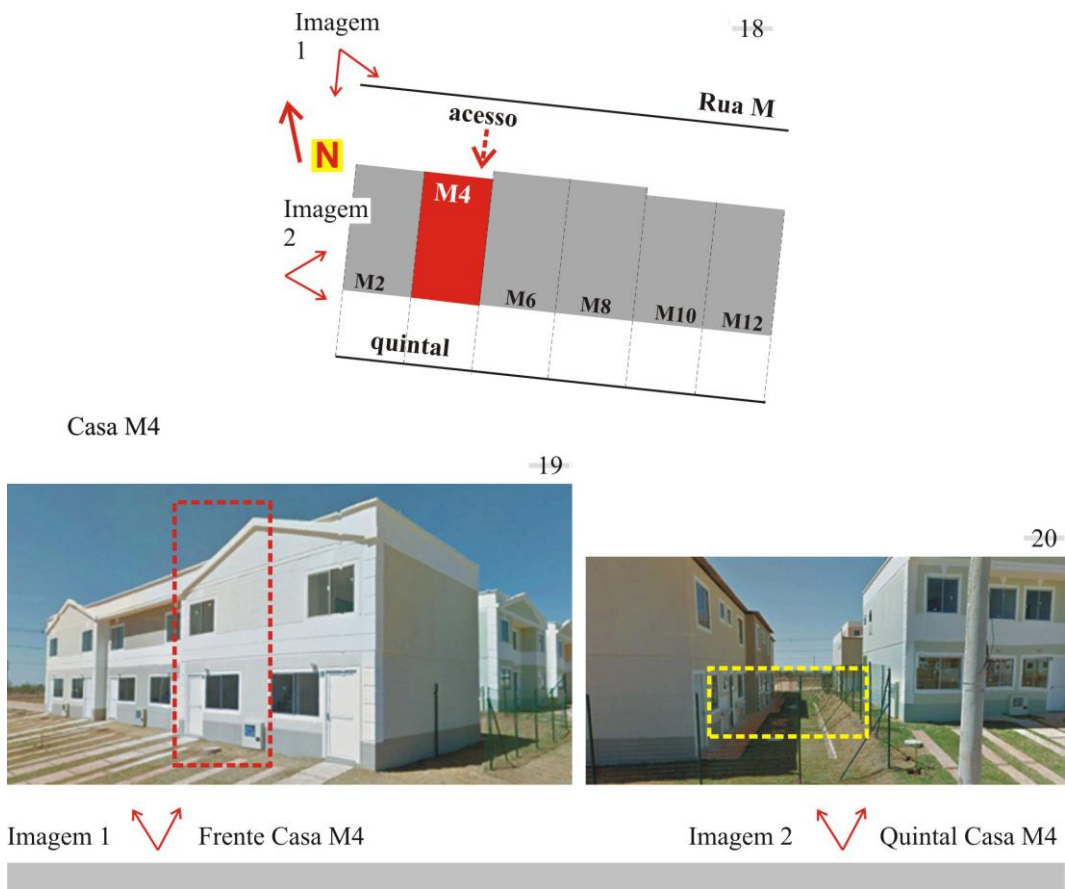 Imagem
1
18
Rua M
acesso
N
M4
Imagem
2
M2
M6
M8
M10
M12
quintal
Casa M4
19
20
Imagem 1
Frente Casa M4
Imagem 2
Quintal Casa M4